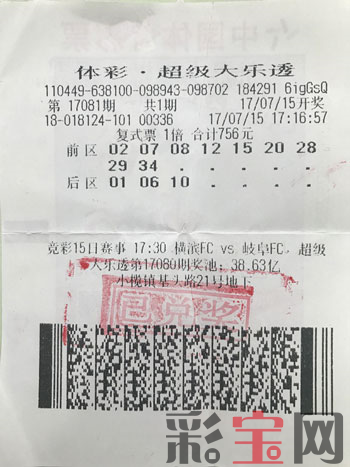 体彩·超级大乐透
110449-638100-098943-098702 184291 6igGsQ
第 17081期 共1期 17/07/15开奖
18-018124-101 00336 17/07/15 17:16:57
复式票 1倍 合计756元
前区 02 07 08 12 15 20 28
29 34 . . . . .
后区 01 06 10 . . . .
竞彩15日赛事 17:30 横滨FC vs 岐阜FC。超级
大乐透第17080期奖池：38.63亿
小榄镇基头路21号地下
已兑奖
彩宝网